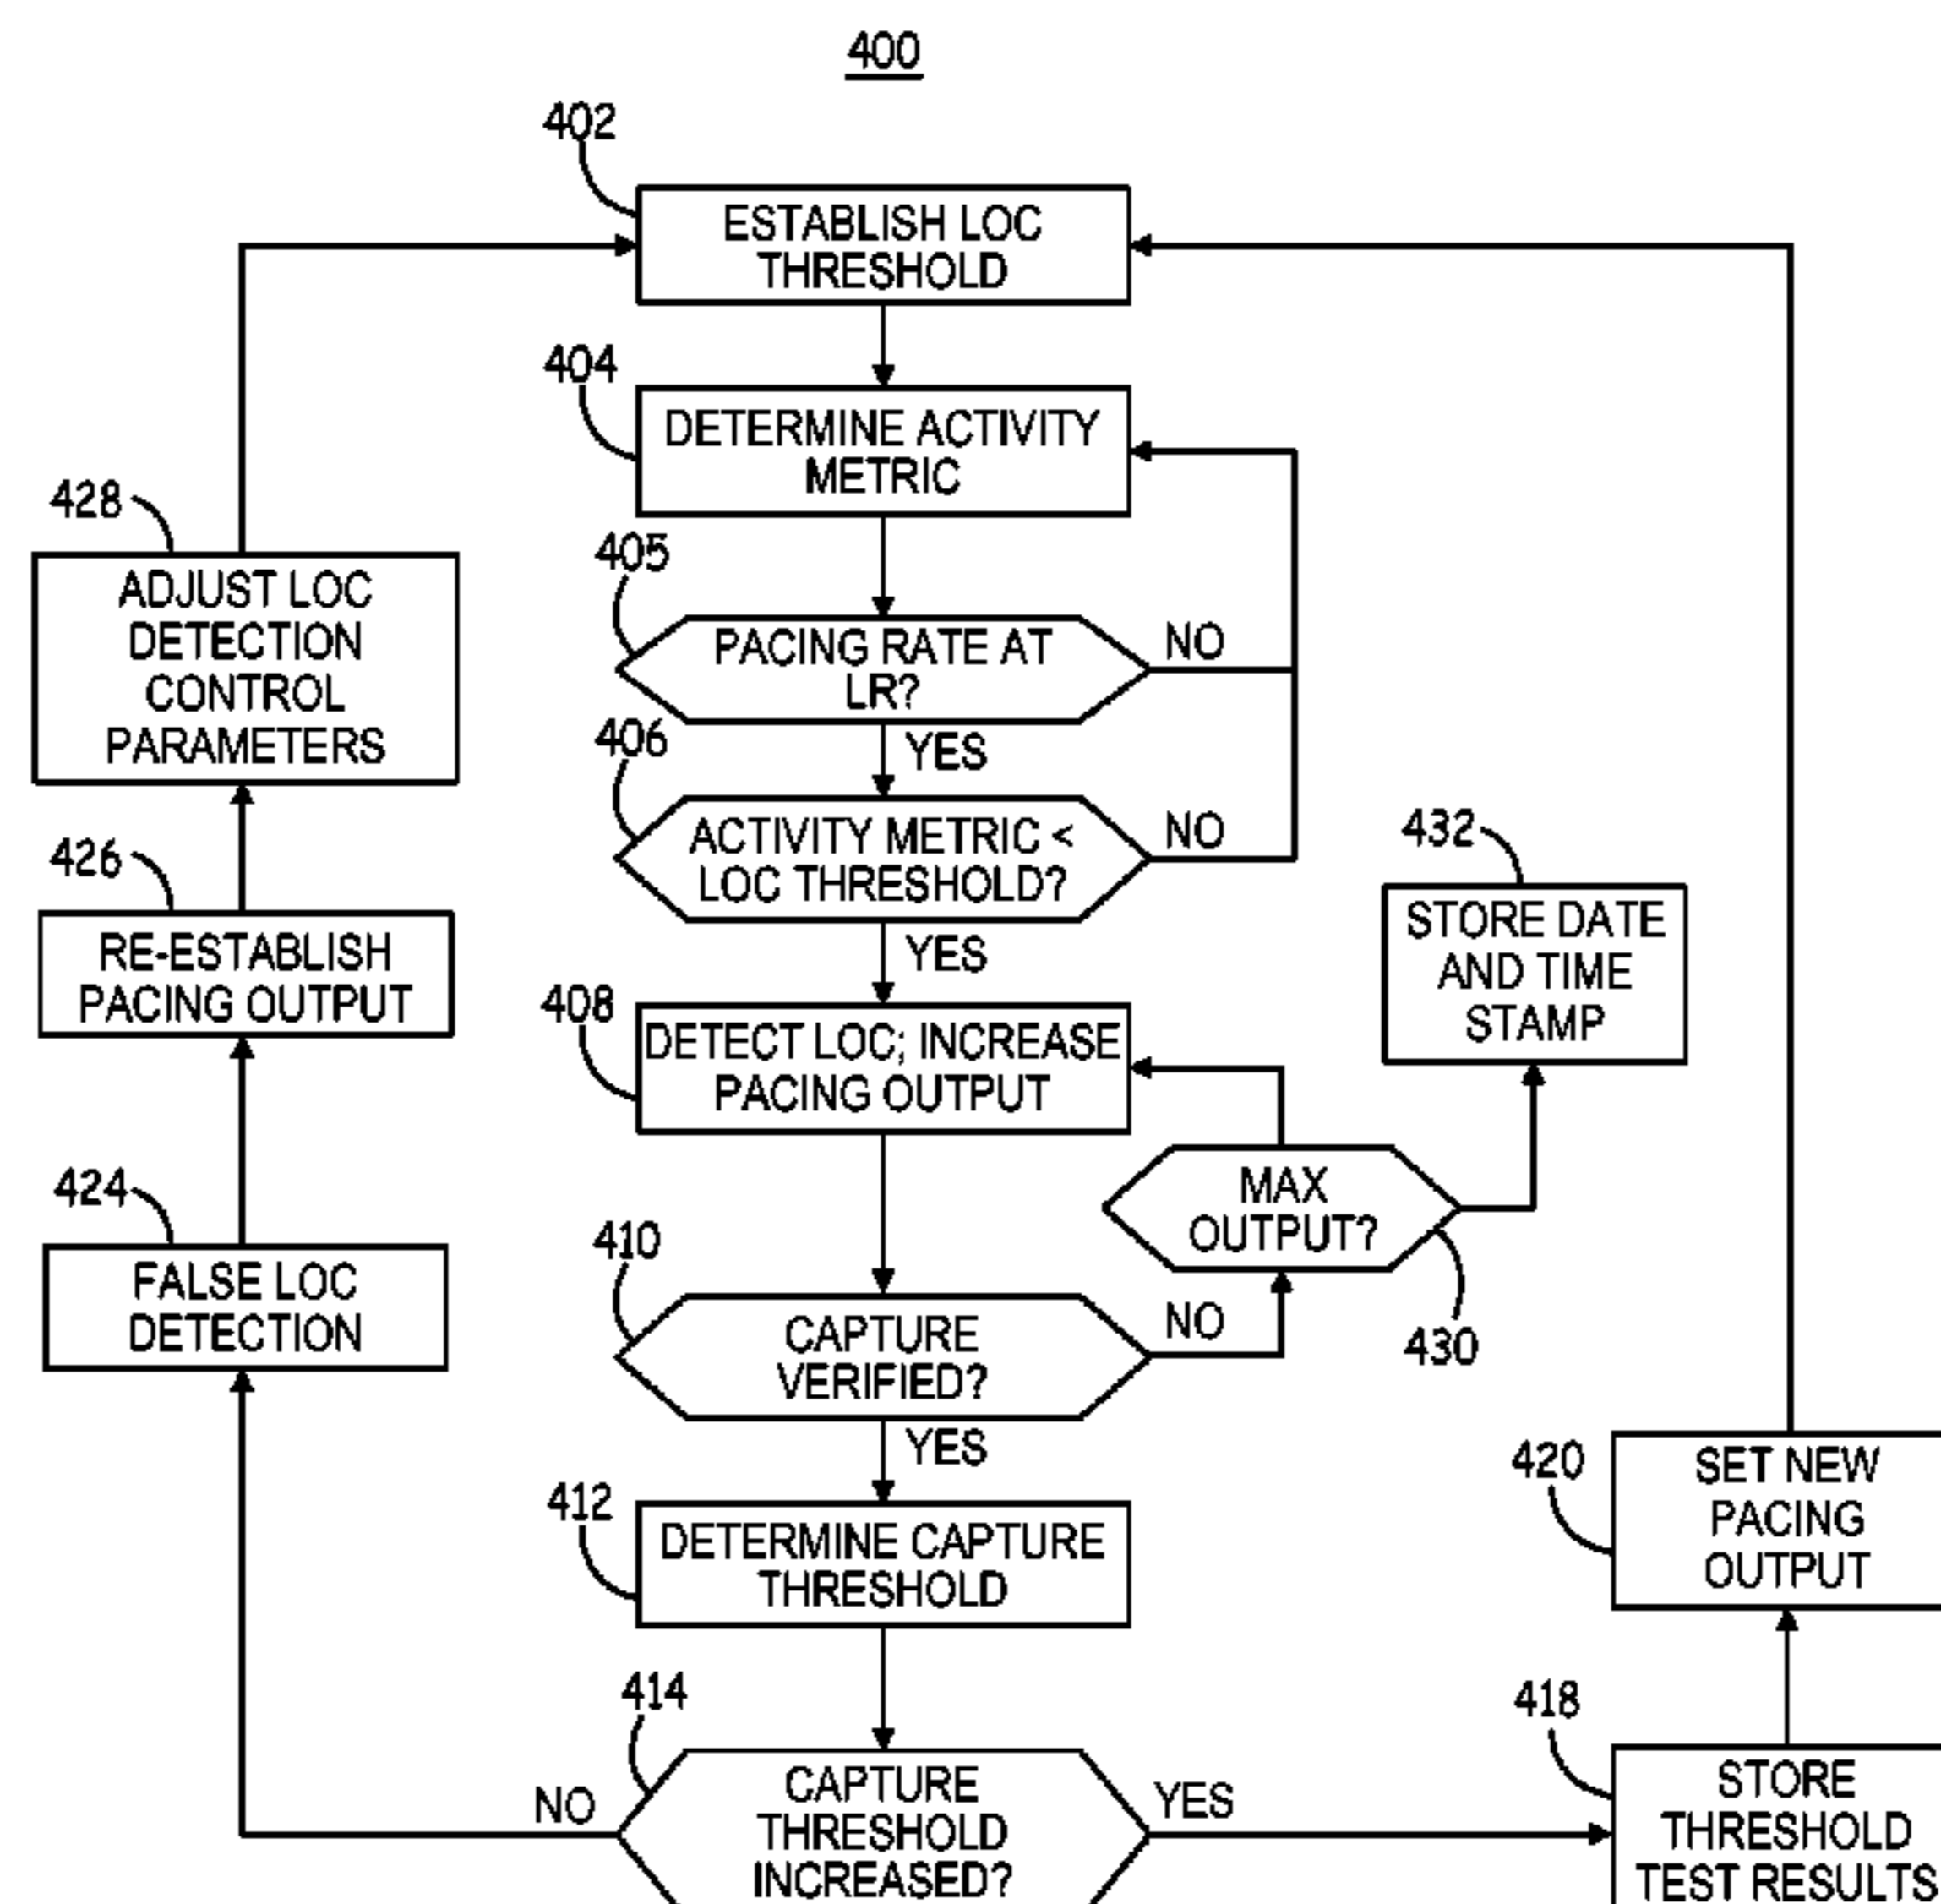 400
402
ESTABLISH LOC
THRESHOLD
404
DETERMINE ACTIVITY
METRIC
428
ADJUST LOC
DETECTION
CONTROL
PARAMETERS
405
PACING RATE AT
LR?
NO
YES
406
ACTIVITY METRIC <
LOC THRESHOLD?
NO
YES
426
RE-ESTABLISH
PACING OUTPUT
432
STORE DATE
AND TIME
STAMP
408
DETECT LOC; INCREASE
PACING OUTPUT
MAX
OUTPUT?
430
424
FALSE LOC
DETECTION
410
CAPTURE
VERIFIED?
NO
YES
412
DETERMINE CAPTURE
THRESHOLD
420
SET NEW
PACING
OUTPUT
414
CAPTURE
THRESHOLD
INCREASED?
NO
YES
418
STORE
THRESHOLD
TEST RESULTS